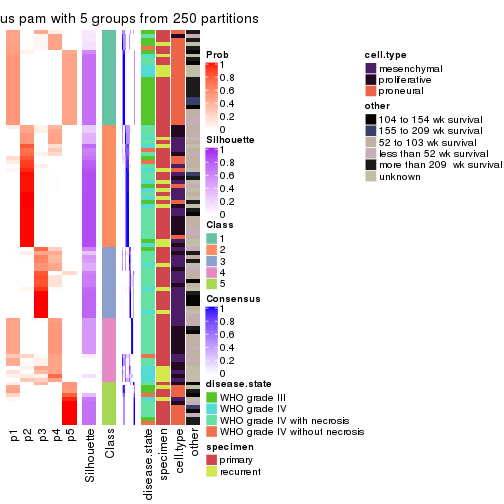 us pam with 5 groups from 250 partitions
p1
p2
p3
p4
p5
Silhouette
Class
disease.state
specimen
cell.type
other
Prob
1
0.8
0.6
0.4
0.2
0
Silhouette
1
0.8
0.6
0.4
0.2
0
Class
1
2
3
4
5
Consensus
1
0.8
0.6
0.4
0.2
0
disease.state
WHO grade III
WHO grade IV
WHO grade IV with necrosis
WHO grade IV without necrosis
specimen
primary
recurrent
cell.type
mesenchymal
proliferative
proneural
other
104 to 154 wk survival
155 to 209 wk survival
52 to 103 wk survival
less than 52 wk survival
more than 209  wk survival
unknown